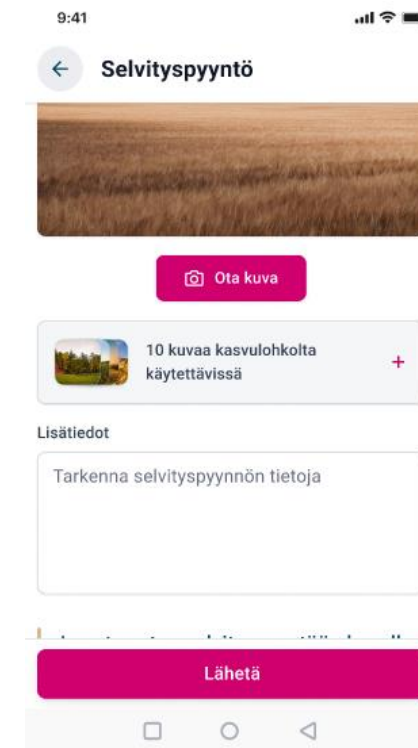 9:41
Selvityspyyntö
Ota kuva
10 kuvaa kasvulohkolta
käytettävissä
+
Lisätiedot
Tarkenna selvityspyynnön tietoja
Lähetä